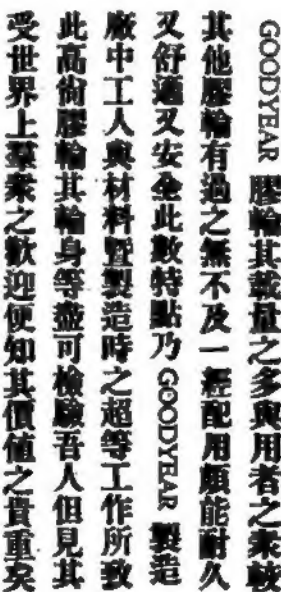 GOODYEAR 膠輪其載量之多與用者之衆較
其他膠輪有過之無不及一經配用頗能耐久
又舒適又安全此數特點乃 GOODYEAR 製造
廠中工人與材料暨製造時之超等工作所致
此高尙膠輪其輪身等盡可檢驗吾人但見其
受世界上羣衆之歡迎便知其價值之貴重矣